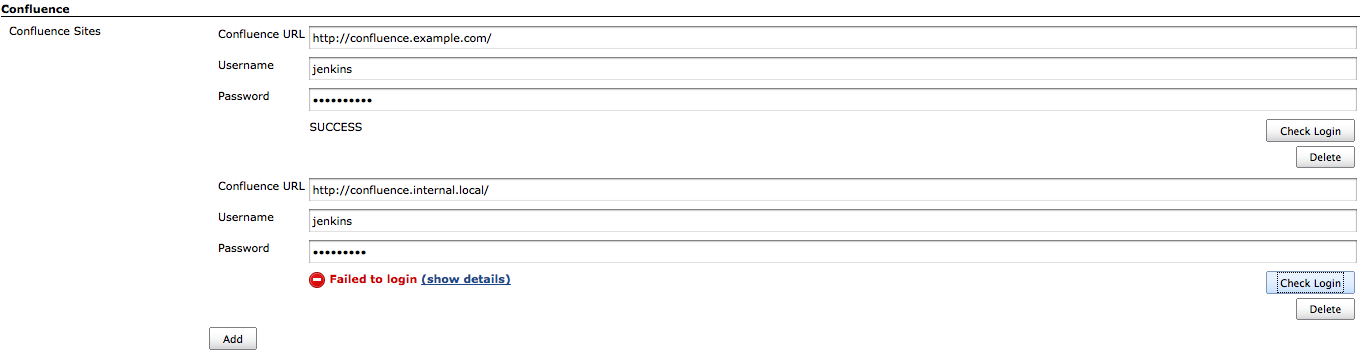 Confluence
Confluence Sites
Confluence URL http://confluence.example.com/
Username jenkins
Password ••••••••••
SUCCESS Check Login
Delete
Confluence URL http://confluence.internal.local/
Username jenkins
Password •••••••••
Failed to login (show details) Check Login
Delete
Add